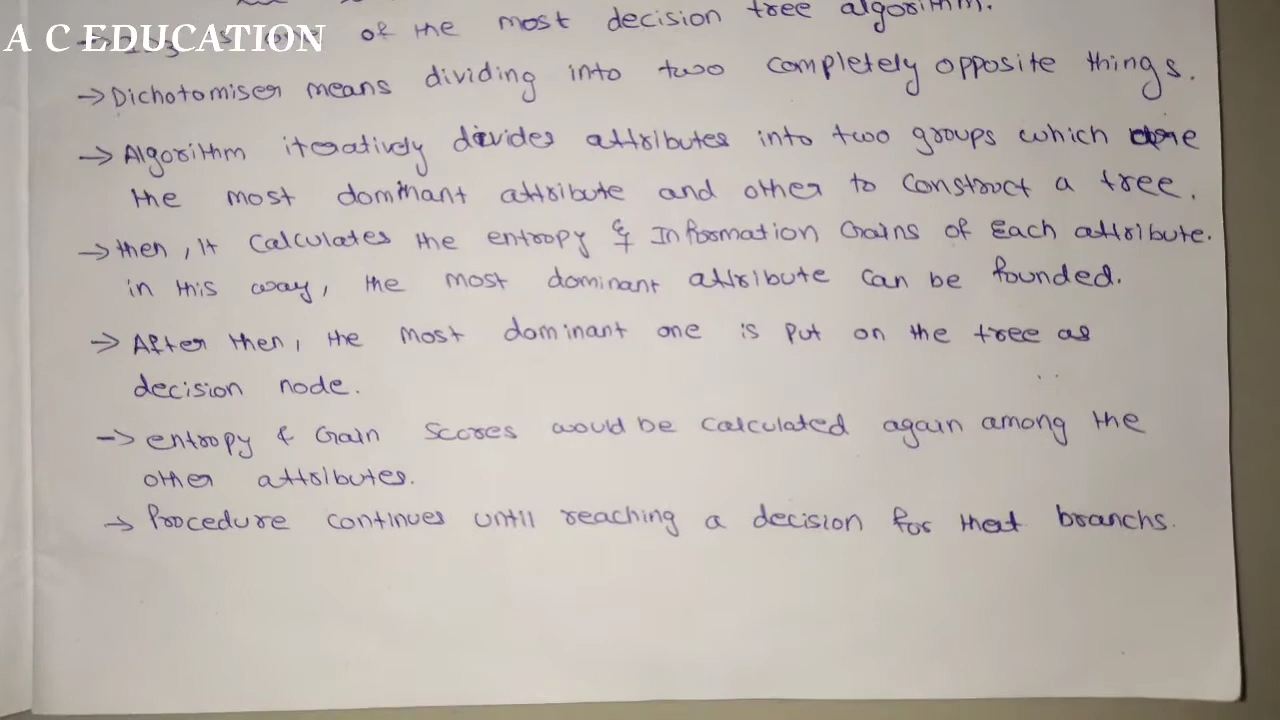 A C EDUCATION
of the most decision tree algorithm.
→ Dichotomiser means dividing into two completely opposite things.
→ Algorithm iteratively divides attributes into two groups which are
the most dominant attribute and other to construct a tree.
→ then, it calculates the entropy & Information Gains of Each attribute.
in this way, the most dominant attribute can be founded.
→ After then, the most dominant one is put on the tree as
decision node.
→ entropy & Gain scores would be calculated again among the
other attributes.
→ Procedure continues until reaching a decision for that branchs.